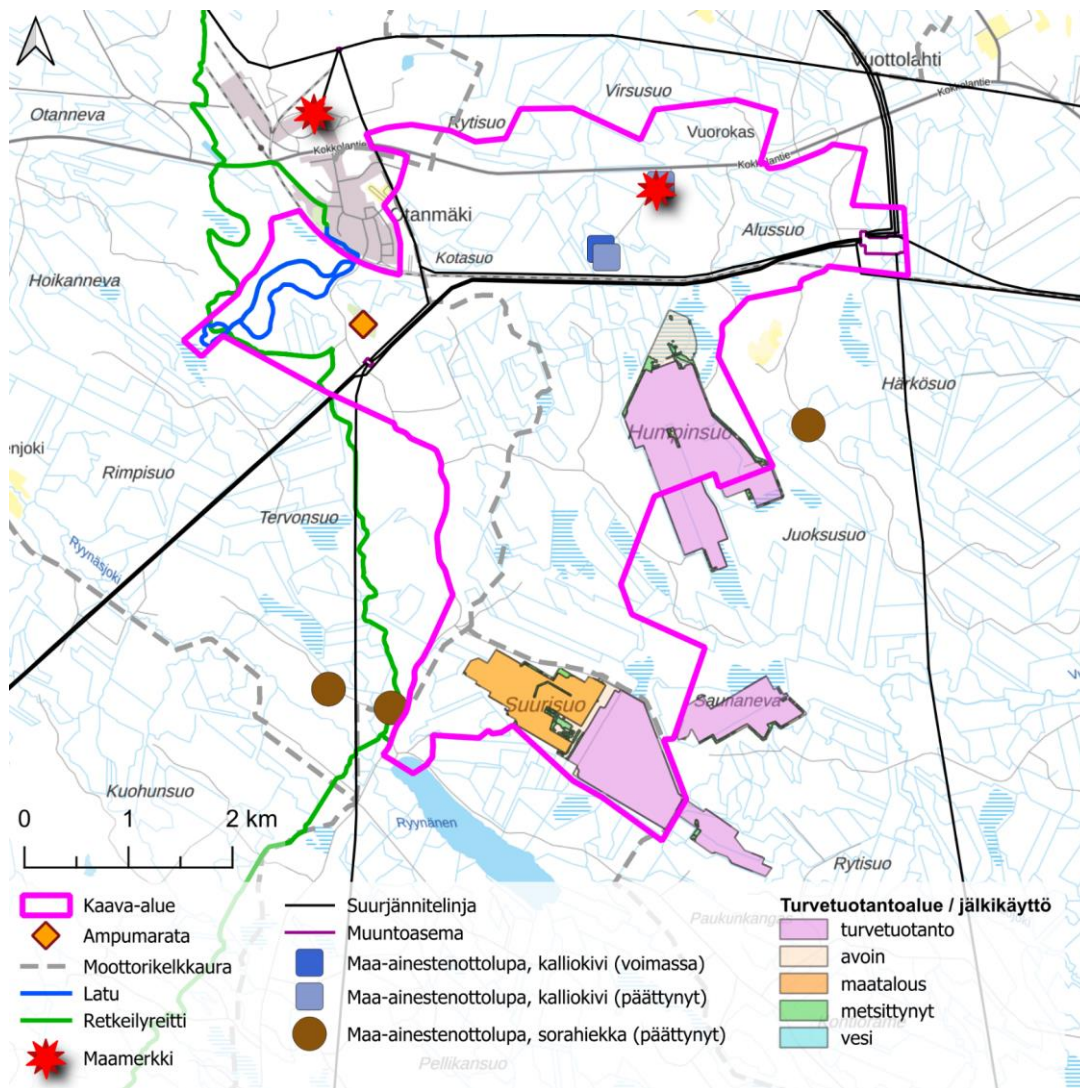 Vuottolahti
Kokkolantie
Virsusuo
Otanneva
Rytisuo
Vuorokas
Kokkolantie
Kokkolantie
Otanmäki
Alussuo
Kotasuo
Hoikanneva
Härkösuo
Humpinsuo
enjoki
Rimpisuo
Tervonsuo
Juoksusuo
Ryynäsjoki
Suurisuo
Saunaneva
Kuohunsuo
0 1 2 km
Ryynänen
Rytisuo
Paukunkangas
Kaava-alue
Ampumarata
Moottorikelkkaura
Latu
Retkeilyreitti
Maamerkki
Suurjännitelinja
Muuntoasema
Maa-ainestenottolupa, kalliokivi (voimassa)
Maa-ainestenottolupa, kalliokivi (päättynyt)
Maa-ainestenottolupa, sorahiekka (päättynyt)
Turvetuotantoalue / jälkikäyttö
turvetuotanto
avoin
maatalous
metsittynyt
vesi
Pellikansuo